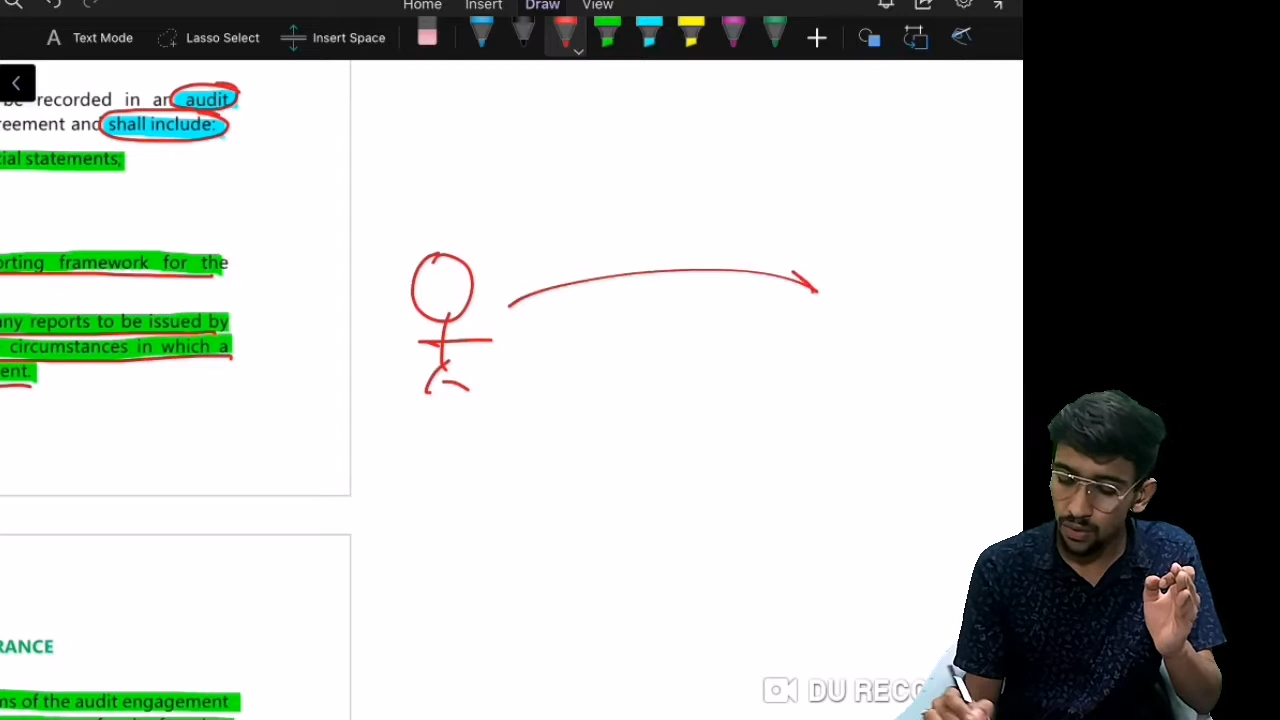 Home Insert Draw View
Text Mode Lasso Select Insert Space
be recorded in an audit
reement and shall include:
cial statements;
orting framework for the
any reports to be issued by
circumstances in which a
ent.
RANCE
ms of the audit engagement
DU RECO